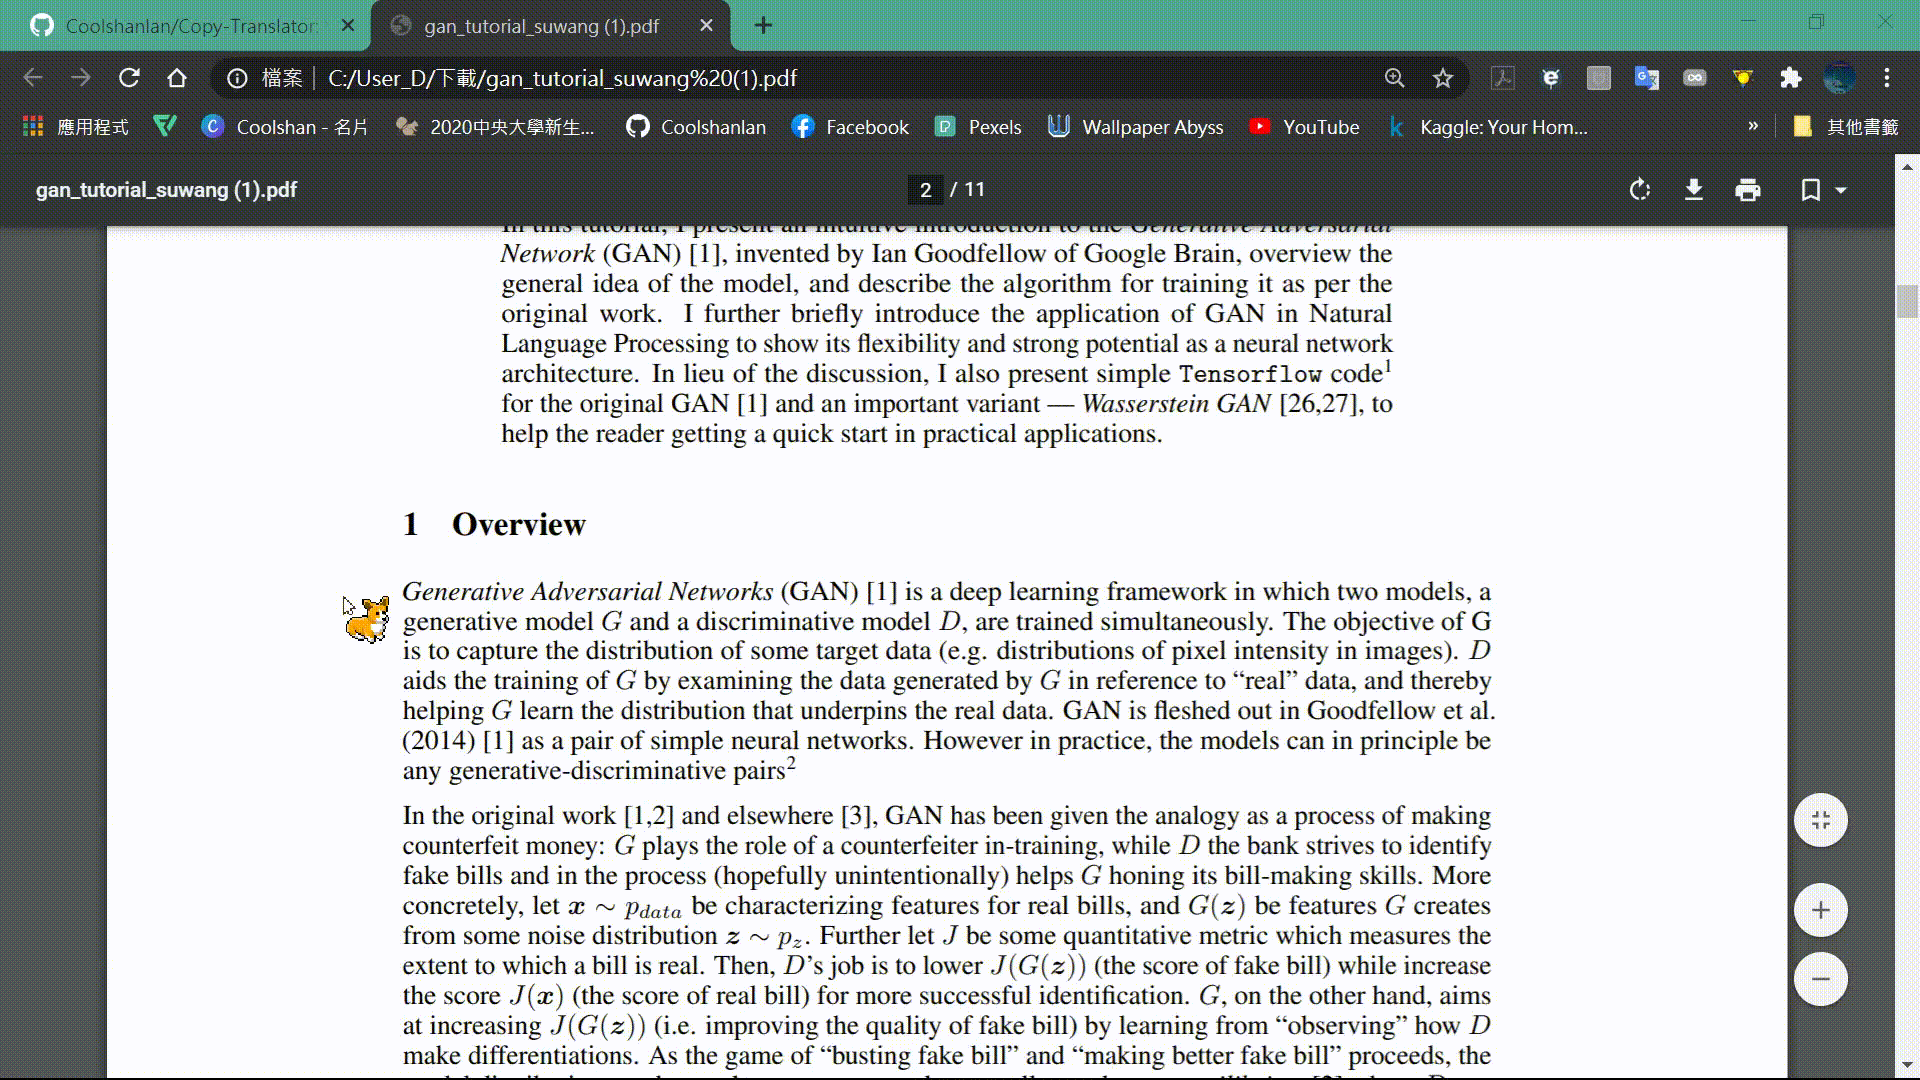 Coolshanlan/Copy-Translator:
gan_tutorial_suwang (1).pdf
檔案 | C:/User_D/下載/gan_tutorial_suwang%20(1).pdf
應用程式 Coolshan - 名片 2020中央大學新生... Coolshanlan Facebook Pexels Wallpaper Abyss YouTube Kaggle: Your Hom... » 其他書籤
gan_tutorial_suwang (1).pdf 2 / 11
In this tutorial, I present an intuitive introduction to the Generative Adversarial
Network (GAN) [1], invented by Ian Goodfellow of Google Brain, overview the
general idea of the model, and describe the algorithm for training it as per the
original work. I further briefly introduce the application of GAN in Natural
Language Processing to show its flexibility and strong potential as a neural network
architecture. In lieu of the discussion, I also present simple Tensorflow code¹
for the original GAN [1] and an important variant — Wasserstein GAN [26,27], to
help the reader getting a quick start in practical applications.
1 Overview
Generative Adversarial Networks (GAN) [1] is a deep learning framework in which two models, a
generative model G and a discriminative model D, are trained simultaneously. The objective of G
is to capture the distribution of some target data (e.g. distributions of pixel intensity in images). D
aids the training of G by examining the data generated by G in reference to “real” data, and thereby
helping G learn the distribution that underpins the real data. GAN is fleshed out in Goodfellow et al.
(2014) [1] as a pair of simple neural networks. However in practice, the models can in principle be
any generative-discriminative pairs²
In the original work [1,2] and elsewhere [3], GAN has been given the analogy as a process of making
counterfeit money: G plays the role of a counterfeiter in-training, while D the bank strives to identify
fake bills and in the process (hopefully unintentionally) helps G honing its bill-making skills. More
concretely, let x ∼ p_data be characterizing features for real bills, and G(z) be features G creates
from some noise distribution z ∼ p_z. Further let J be some quantitative metric which measures the
extent to which a bill is real. Then, D’s job is to lower J(G(z)) (the score of fake bill) while increase
the score J(x) (the score of real bill) for more successful identification. G, on the other hand, aims
at increasing J(G(z)) (i.e. improving the quality of fake bill) by learning from “observing” how D
make differentiations. As the game of “busting fake bill” and “making better fake bill” proceeds, the